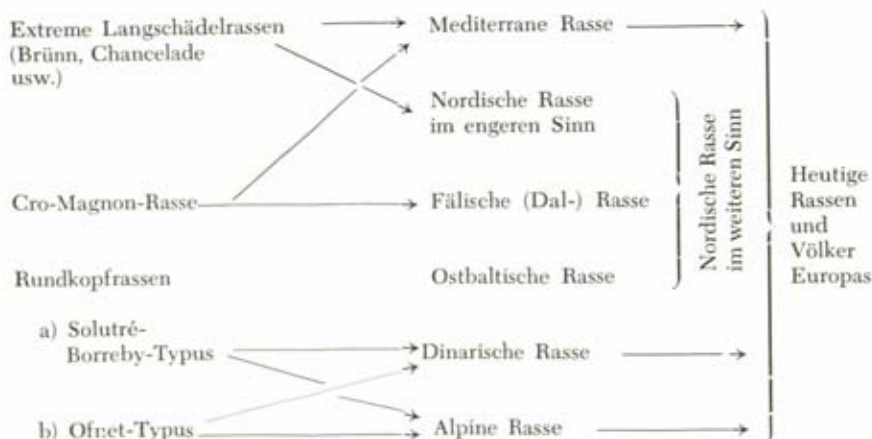 Extreme Langschädelrassen
(Brünn, Chancelade
usw.)
Mediterrane Rasse
Nordische Rasse
im engeren Sinn
Cro-Magnon-Rasse
Fälische (Dal-) Rasse
Rundkopfrassen
Ostbaltische Rasse
a) Solutré-
Borreby-Typus
Dinarische Rasse
b) Ofnet-Typus
Alpine Rasse
Nordische Rasse
im weiteren Sinn
Heutige
Rassen
und
Völker
Europas